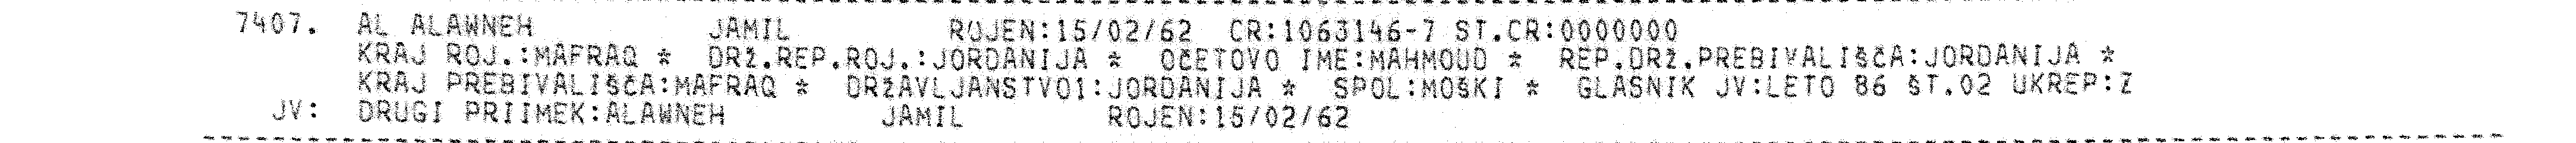 7407. AL ALAWNEH JAMIL ROJEN:15/02/62 CR:1063146-7 ST.CR:0000000
KRAJ ROJ.:MAFRAQ * DRŽ.REP.ROJ.:JORDANIJA * OČETOVO IME:MAHMOUD * REP.DRŽ.PREBIVALIŠČA:JORDANIJA *
KRAJ PREBIVALIŠČA:MAFRAQ * DRŽAVLJANSTVO1:JORDANIJA * SPOL:MOŠKI * GLASNIK JV:LETO 86 ŠT.02 UKREP:Z
JV: DRUGI PRIIMEK:ALAWNEH JAMIL ROJEN:15/02/62